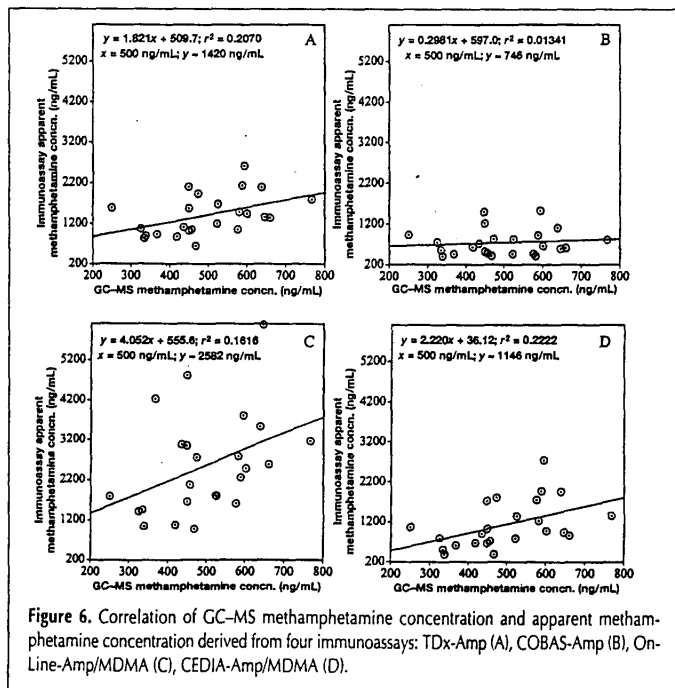 y = 1.821x + 509.7; r² = 0.2070
x = 500 ng/mL; y ~ 1420 ng/mL
A
Immunoassay apparent
methamphetamine concn. (ng/mL)
5200
4200
3200
2200
1200
200
200 300 400 500 600 700 800
GC–MS methamphetamine concn. (ng/mL)
y = 0.2981x + 597.0; r² = 0.01341
x = 500 ng/mL; y ~ 746 ng/mL
B
Immunoassay apparent
methamphetamine concn. (ng/mL)
5200
4200
3200
2200
1200
200
200 300 400 500 600 700 800
GC–MS methamphetamine concn. (ng/mL)
y = 4.052x + 555.6; r² = 0.1616
x = 500 ng/mL; y ~ 2582 ng/mL
C
Immunoassay apparent
methamphetamine concn. (ng/mL)
5200
4200
3200
2200
1200
200
200 300 400 500 600 700 800
GC–MS methamphetamine concn. (ng/mL)
y = 2.220x + 36.12; r² = 0.2222
x = 500 ng/mL; y ~ 1146 ng/mL
D
Immunoassay apparent
methamphetamine concn. (ng/mL)
5200
4200
3200
2200
1200
200
200 300 400 500 600 700 800
GC–MS methamphetamine concn. (ng/mL)
Figure 6. Correlation of GC–MS methamphetamine concentration and apparent metham-
phetamine concentration derived from four immunoassays: TDx-Amp (A), COBAS-Amp (B), On-
Line-Amp/MDMA (C), CEDIA-Amp/MDMA (D).